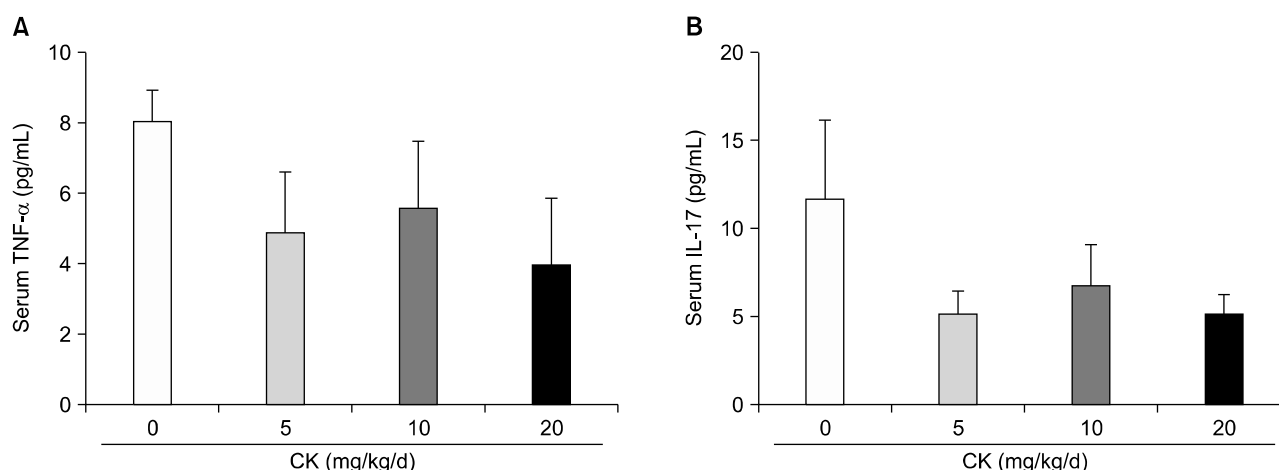 A
Serum TNF-α (pg/mL)
10
8
6
4
2
0
0 5 10 20
CK (mg/kg/d)
B
Serum IL-17 (pg/mL)
20
15
10
5
0
0 5 10 20
CK (mg/kg/d)